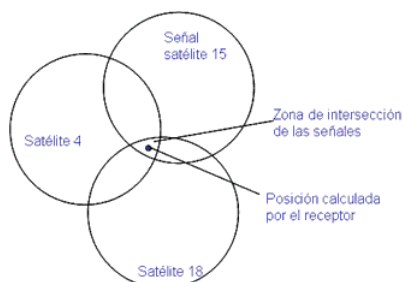 Señal
satélite 15
Zona de intersección
de las señales
Satélite 4
Posición calculada
por el receptor
Satélite 18